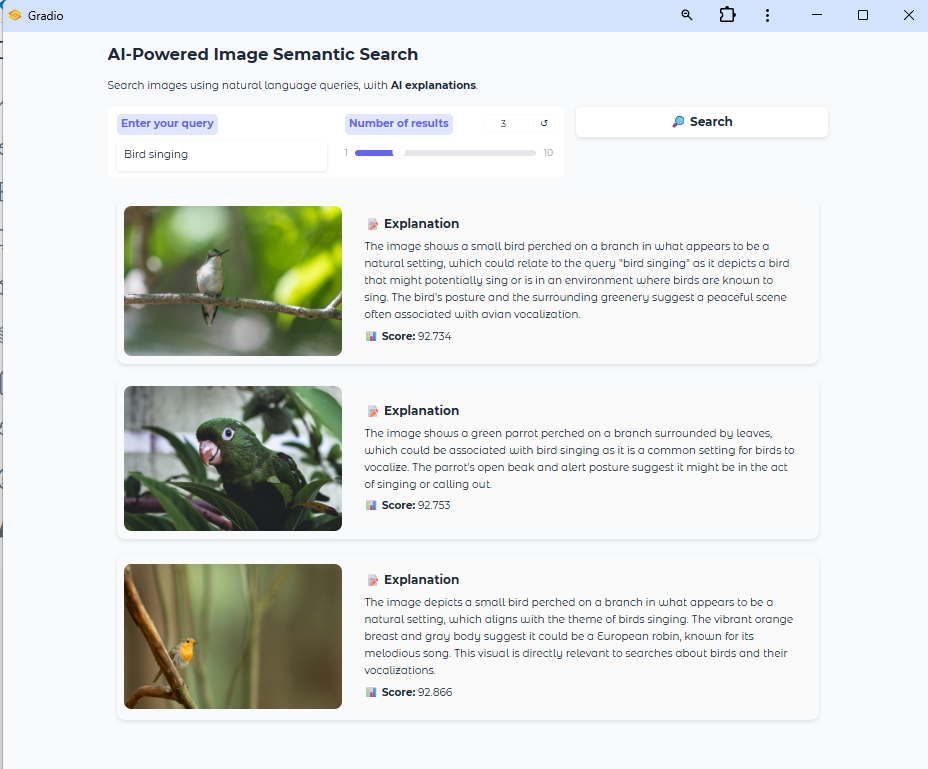 Gradio
AI-Powered Image Semantic Search
Search images using natural language queries, with AI explanations.
Enter your query
Number of results
3
↺
Search
Bird singing
1
10
Explanation
The image shows a small bird perched on a branch in what appears to be a
natural setting, which could relate to the query "bird singing" as it depicts a bird
that might potentially sing or is in an environment where birds are known to
sing. The bird's posture and the surrounding greenery suggest a peaceful scene
often associated with avian vocalization.
Score: 92.734
Explanation
The image shows a green parrot perched on a branch surrounded by leaves,
which could be associated with bird singing as it is a common setting for birds to
vocalize. The parrot's open beak and alert posture suggest it might be in the act
of singing or calling out.
Score: 92.753
Explanation
The image depicts a small bird perched on a branch in what appears to be a
natural setting, which aligns with the theme of birds singing. The vibrant orange
breast and gray body suggest it could be a European robin, known for its
melodious song. This visual is directly relevant to searches about birds and their
vocalizations.
Score: 92.866